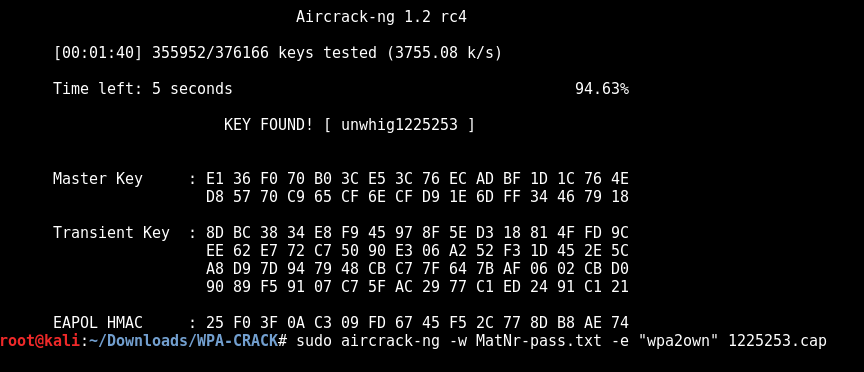 Aircrack-ng 1.2 rc4
[00:01:40] 355952/376166 keys tested (3755.08 k/s)
Time left: 5 seconds 94.63%
KEY FOUND! [ unwhig1225253 ]
Master Key : E1 36 F0 70 B0 3C E5 3C 76 EC AD BF 1D 1C 76 4E
D8 57 70 C9 65 CF 6E CF D9 1E 6D FF 34 46 79 18
Transient Key : 8D BC 38 34 E8 F9 45 97 8F 5E D3 18 81 4F FD 9C
EE 62 E7 72 C7 50 90 E3 06 A2 52 F3 1D 45 2E 5C
A8 D9 7D 94 79 48 CB C7 7F 64 7B AF 06 02 CB D0
90 89 F5 91 07 C7 5F AC 29 77 C1 ED 24 91 C1 21
EAPOL HMAC : 25 F0 3F 0A C3 09 FD 67 45 F5 2C 77 8D B8 AE 74
root@kali:~/Downloads/WPA-CRACK# sudo aircrack-ng -w MatNr-pass.txt -e "wpa2own" 1225253.cap